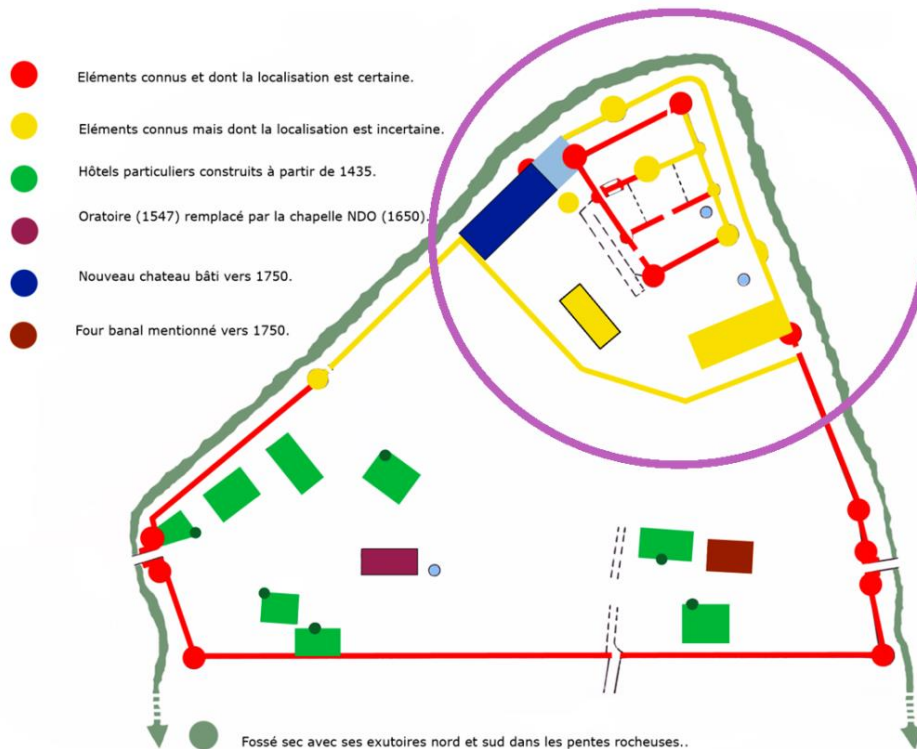 Eléments connus et dont la localisation est certaine.
Eléments connus mais dont la localisation est incertaine.
Hôtels particuliers construits à partir de 1435.
Oratoire (1547) remplacé par la chapelle NDO (1650).
Nouveau chateau bâti vers 1750.
Four banal mentionné vers 1750.
Fossé sec avec ses exutoires nord et sud dans les pentes rocheuses..